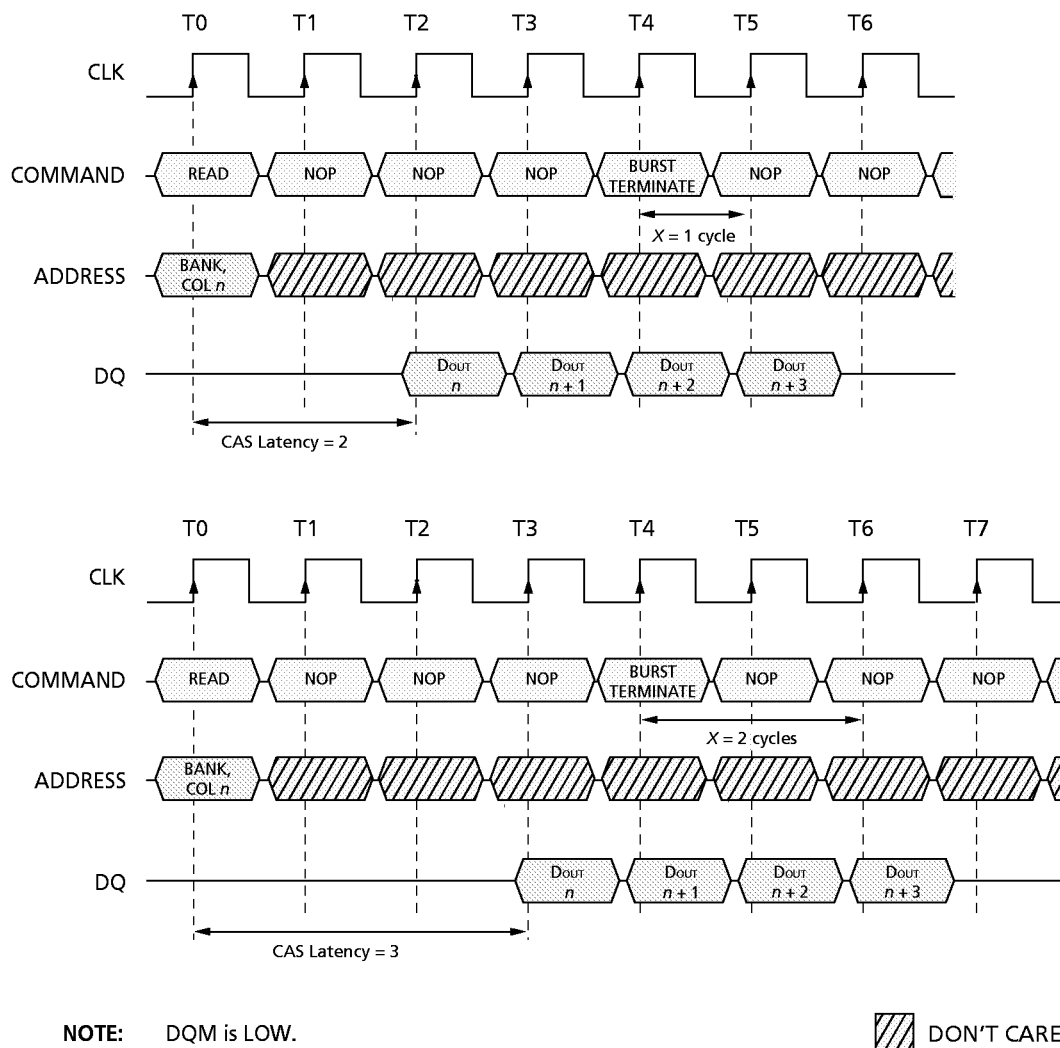 T0 T1 T2 T3 T4 T5 T6
CLK
COMMAND READ NOP NOP NOP BURST TERMINATE NOP NOP
X = 1 cycle
ADDRESS BANK, COL n
DQ DOUT n DOUT n + 1 DOUT n + 2 DOUT n + 3
CAS Latency = 2
T0 T1 T2 T3 T4 T5 T6 T7
CLK
COMMAND READ NOP NOP NOP BURST TERMINATE NOP NOP NOP
X = 2 cycles
ADDRESS BANK, COL n
DQ DOUT n DOUT n + 1 DOUT n + 2 DOUT n + 3
CAS Latency = 3
NOTE: DQM is LOW.
DON'T CARE